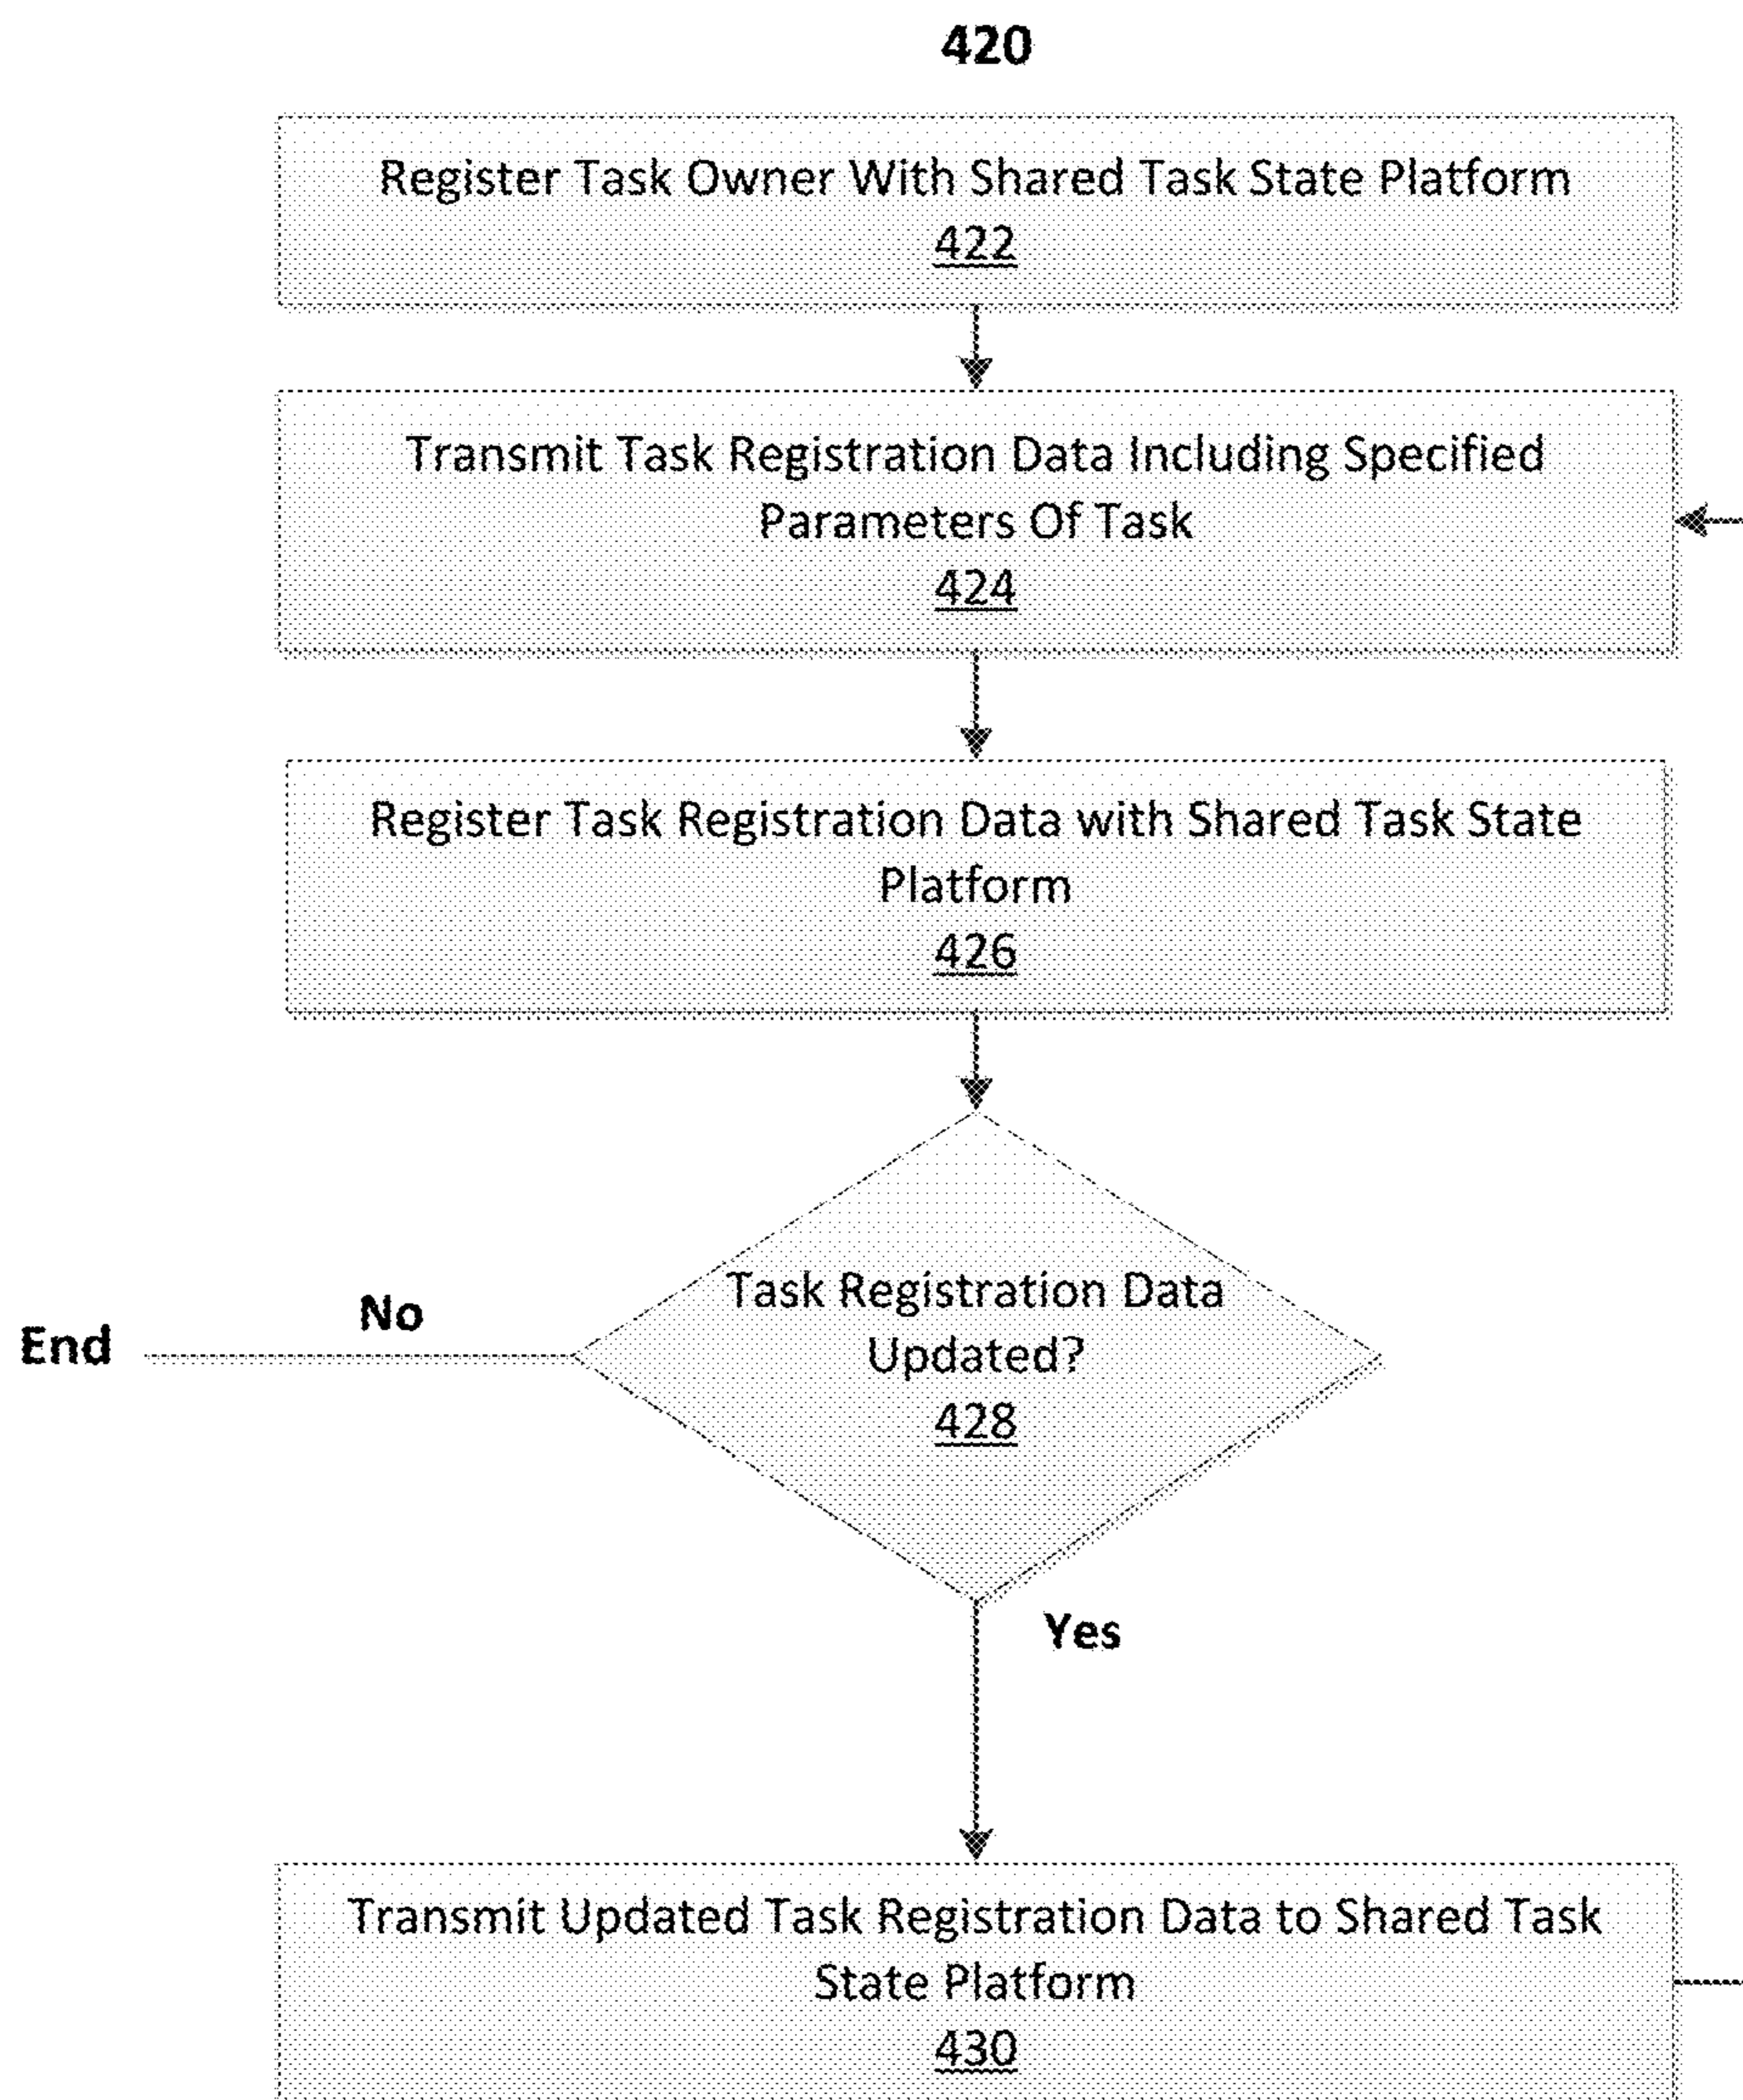 420
Register Task Owner With Shared Task State Platform
422
Transmit Task Registration Data Including Specified
Parameters Of Task
424
Register Task Registration Data with Shared Task State
Platform
426
Task Registration Data
Updated?
428
No
End
Yes
Transmit Updated Task Registration Data to Shared Task
State Platform
430